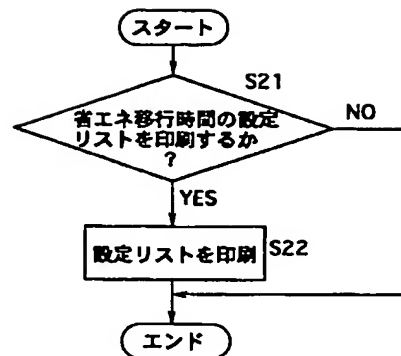 スタート
S21
省エネ移行時間の設定
リストを印刷するか
?
NO
YES
設定リストを印刷
S22
エンド